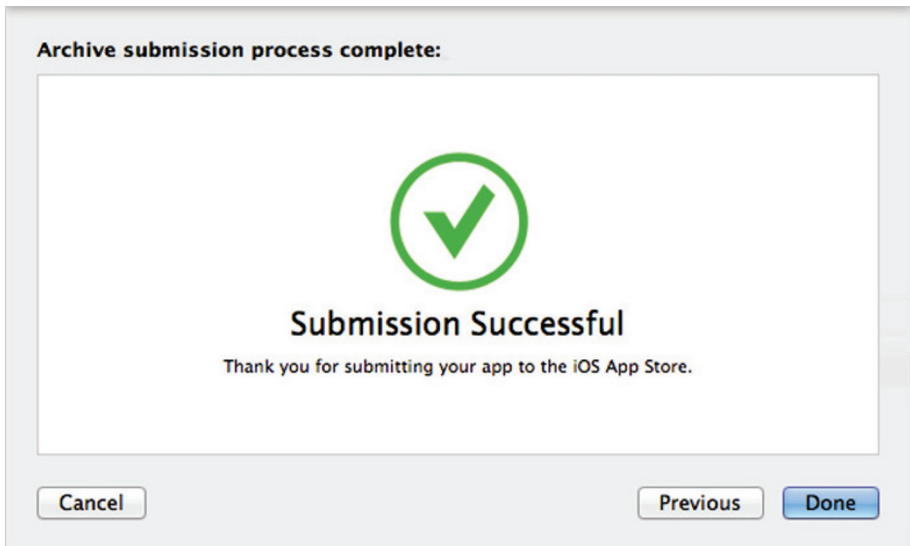 Archive submission process complete:
Submission Successful
Thank you for submitting your app to the iOS App Store.
Cancel
Previous
Done